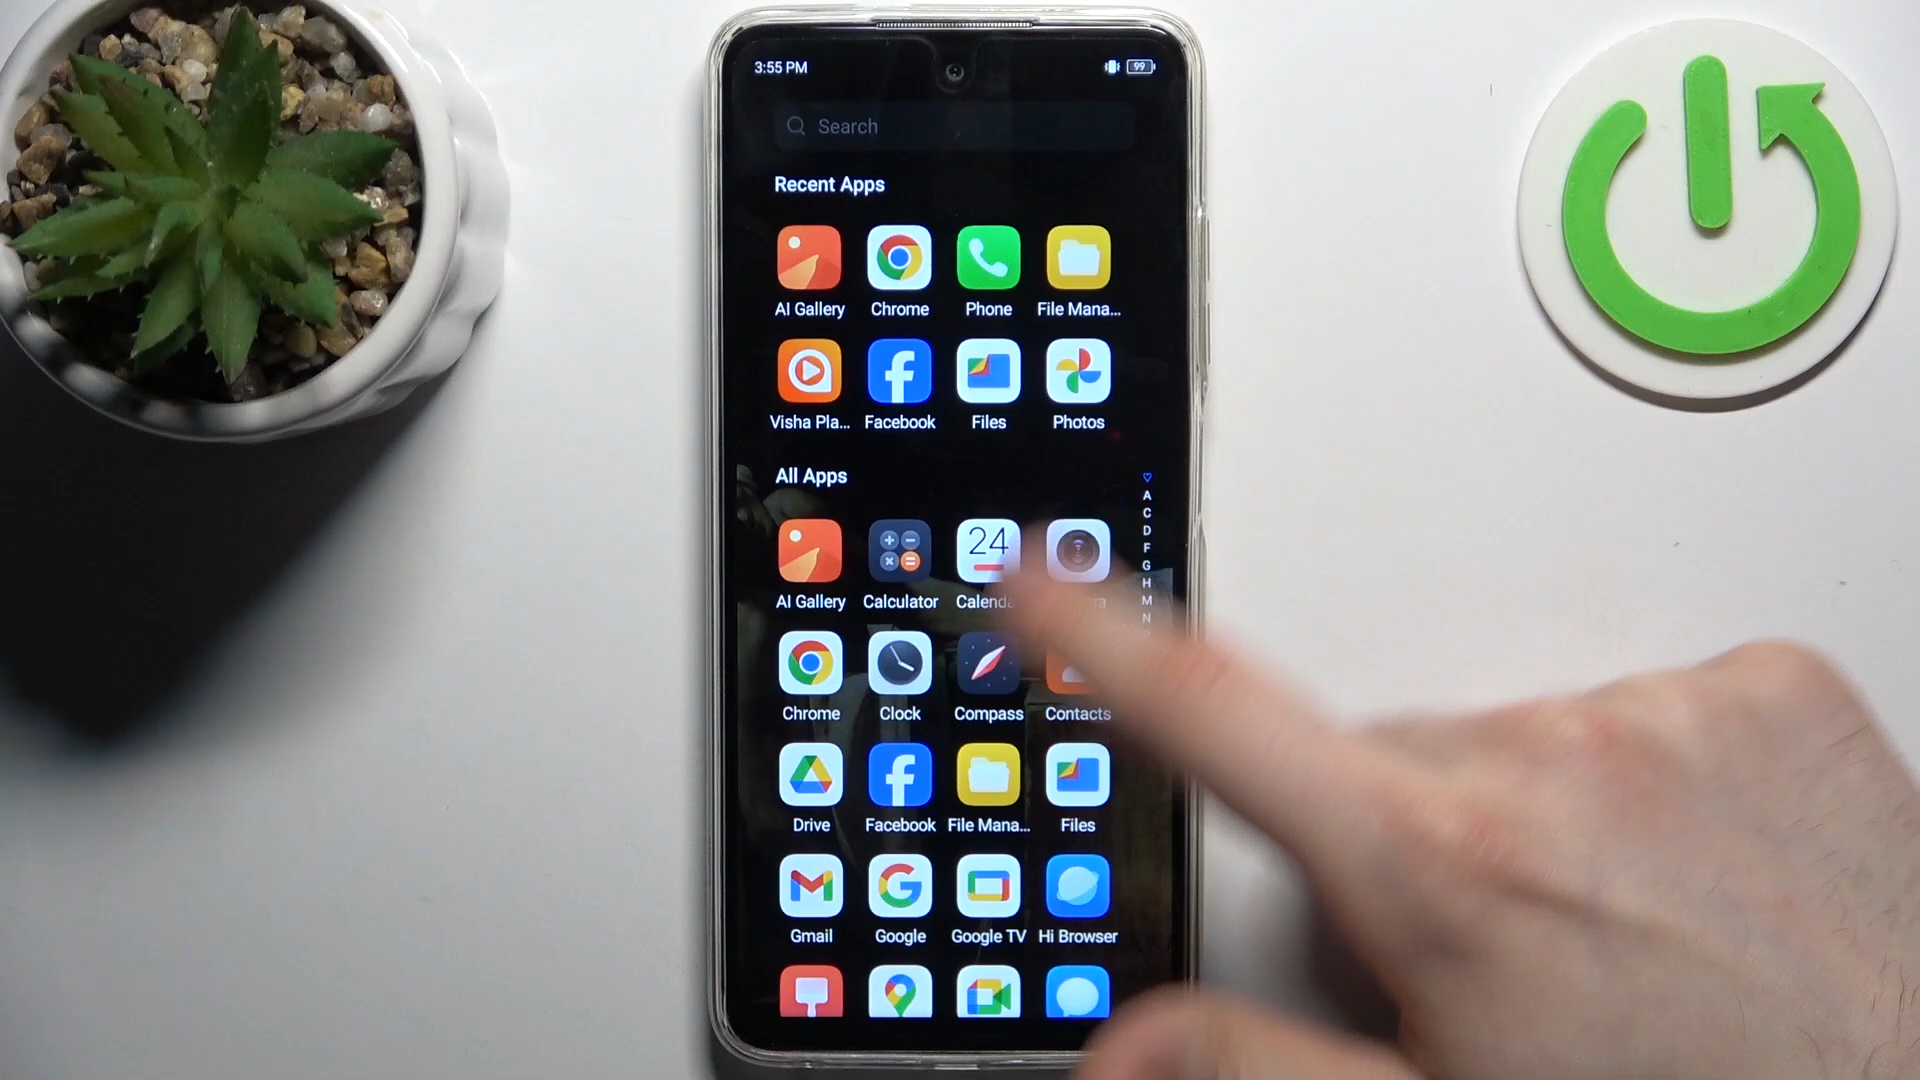 3:55 PM 99
Search
Recent Apps
AI Gallery Chrome Phone File Mana...
Visha Pla... Facebook Files Photos
All Apps
A
C
D
F
G
H
M
N
24
AI Gallery Calculator
Chrome Clock Compass Contacts
Drive Facebook File Mana... Files
Gmail Google Google TV Hi Browser